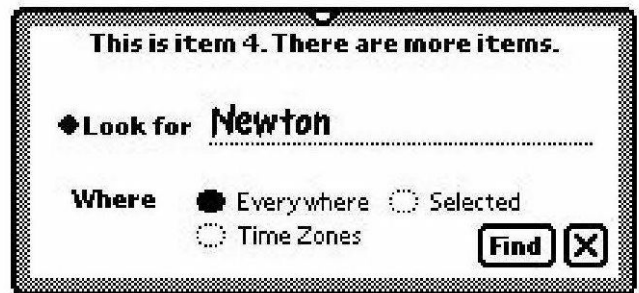 This is item 4. There are more items.
◆Look for Newton
Where Everywhere Selected
Time Zones
Find X